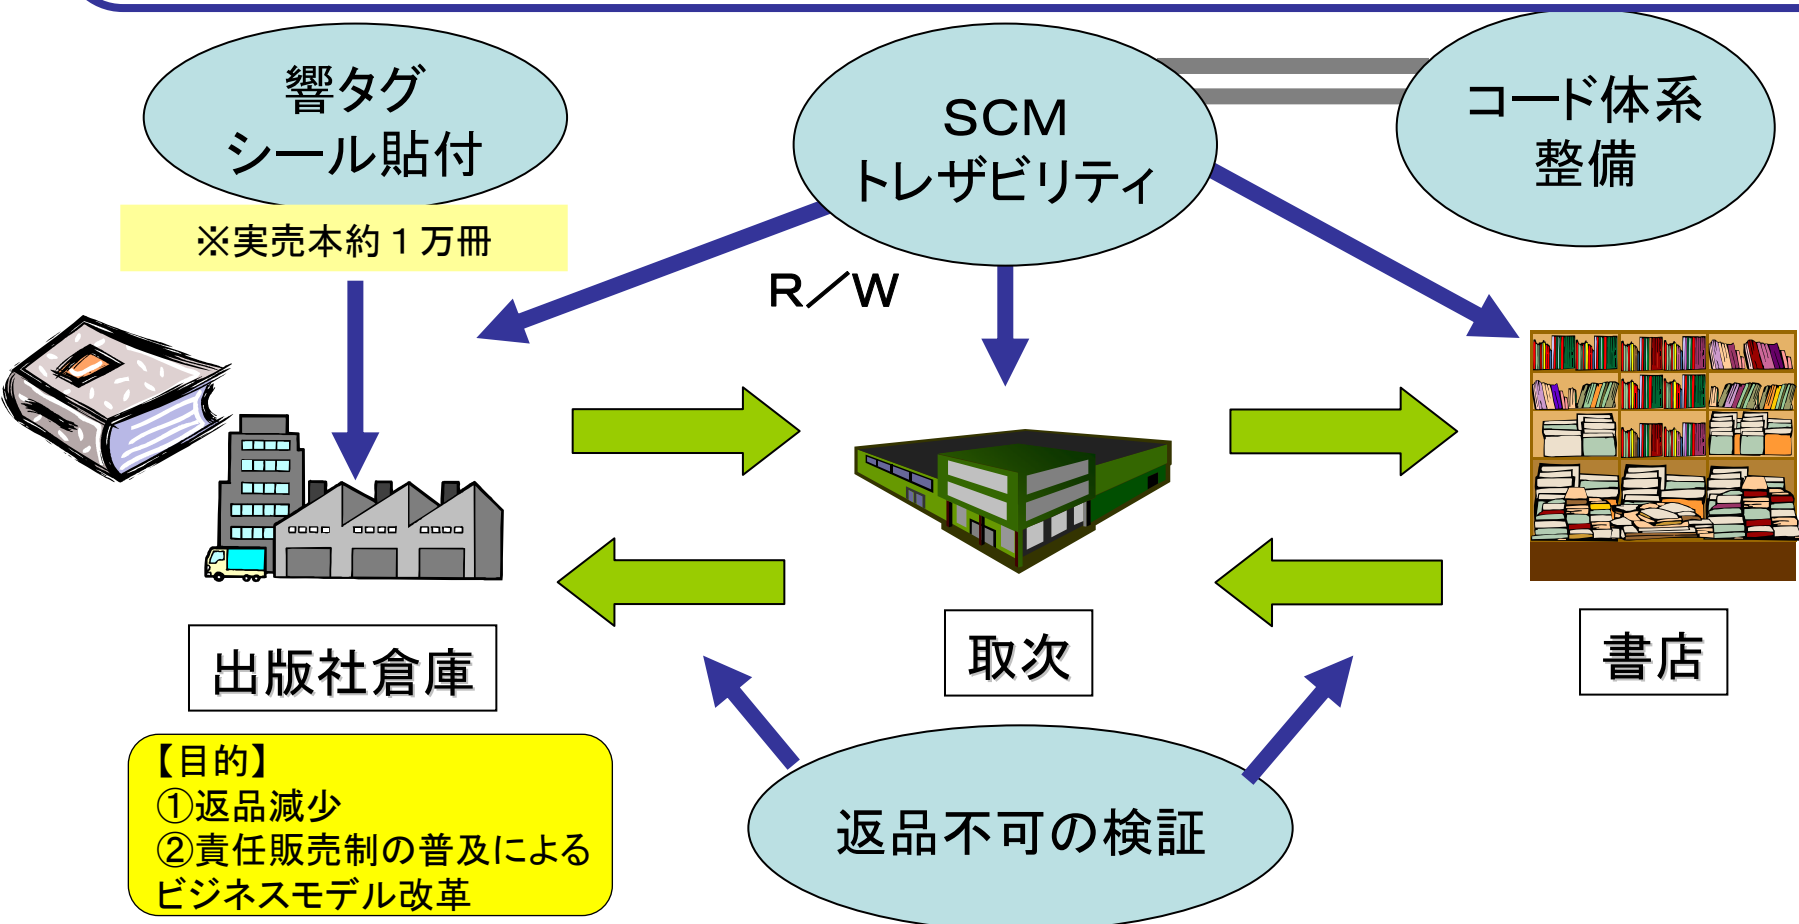 響タグ
シール貼付
※実売本約１万冊
ＳＣＭ
トレザビリティ
コード体系
整備
Ｒ／Ｗ
出版社倉庫
取次
書店
【目的】
①返品減少
②責任販売制の普及による
ビジネスモデル改革
返品不可の検証